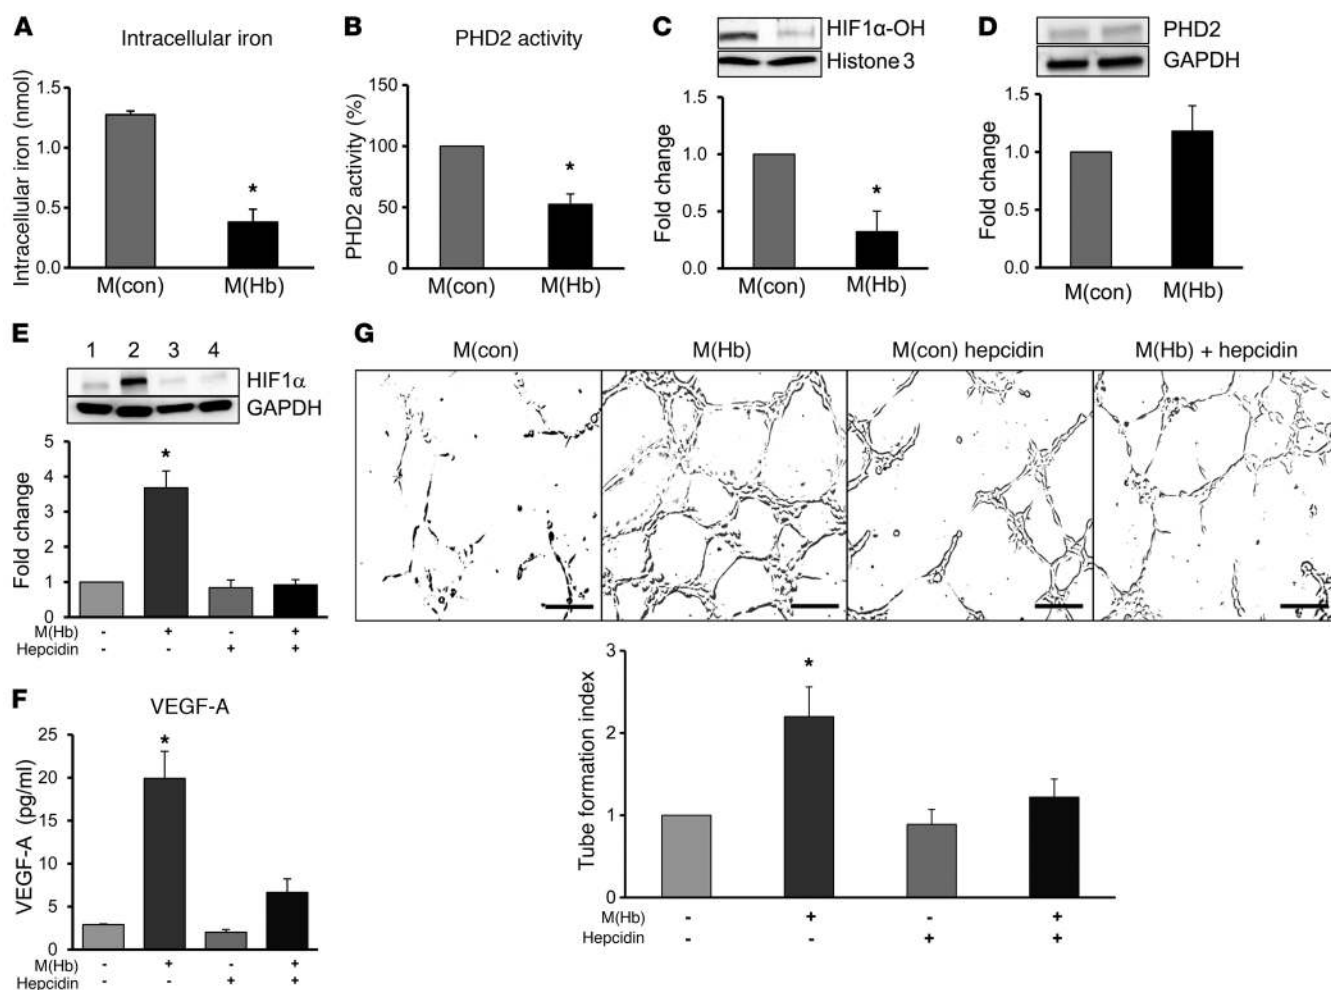 A
Intracellular iron
Intracellular iron (nmol)
1.5
1.0
0.5
0.0
*
M(con) M(Hb)
B
PHD2 activity
PHD2 activity (%)
150
100
50
0
*
M(con) M(Hb)
C
HIF1α-OH
Histone 3
Fold change
1.5
1.0
0.5
0.0
*
M(con) M(Hb)
D
PHD2
GAPDH
Fold change
1.5
1.0
0.5
0.0
M(con) M(Hb)
E
1 2 3 4
HIF1α
GAPDH
Fold change
5
4
3
2
1
0
*
M(Hb) - + - +
Hepcidin - - + +
F
VEGF-A
VEGF-A (pg/ml)
25
20
15
10
5
0
*
M(Hb) - + - +
Hepcidin - - + +
G
M(con) M(Hb) M(con) hepcidin M(Hb) + hepcidin
Tube formation index
3
2
1
0
*
M(Hb) - + - +
Hepcidin - - + +